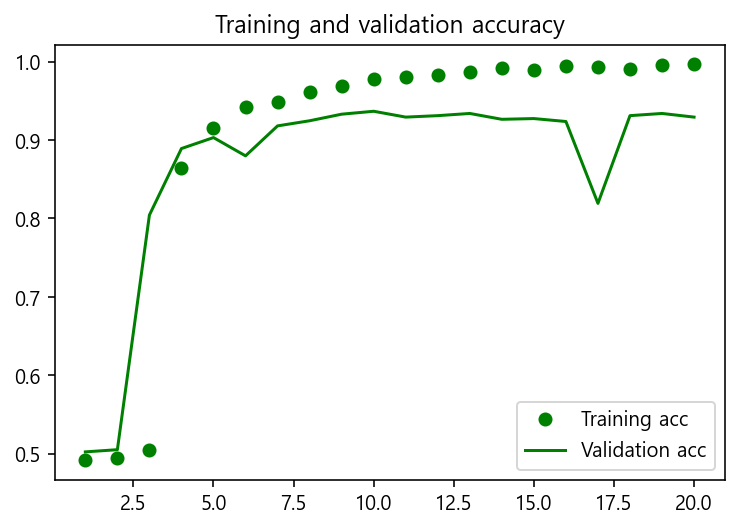 Training and validation accuracy
1.0
0.9
0.8
0.7
0.6
0.5
Training acc
Validation acc
2.5 5.0 7.5 10.0 12.5 15.0 17.5 20.0